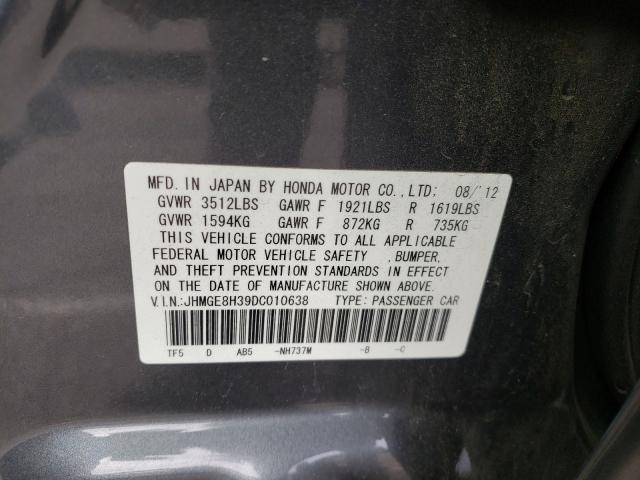 MFD. IN JAPAN BY HONDA MOTOR CO., LTD: 08/'12
GVWR 3512LBS GAWR F 1921LBS R 1619LBS
GVWR 1594KG GAWR F 872KG R 735KG
THIS VEHICLE CONFORMS TO ALL APPLICABLE
FEDERAL MOTOR VEHICLE SAFETY , BUMPER,
AND THEFT PREVENTION STANDARDS IN EFFECT
ON THE DATE OF MANUFACTURE SHOWN ABOVE.
V.I.N.:JHMGE8H39DC010638 TYPE: PASSENGER CAR
TF5 D AB5 -NH737M -B -C